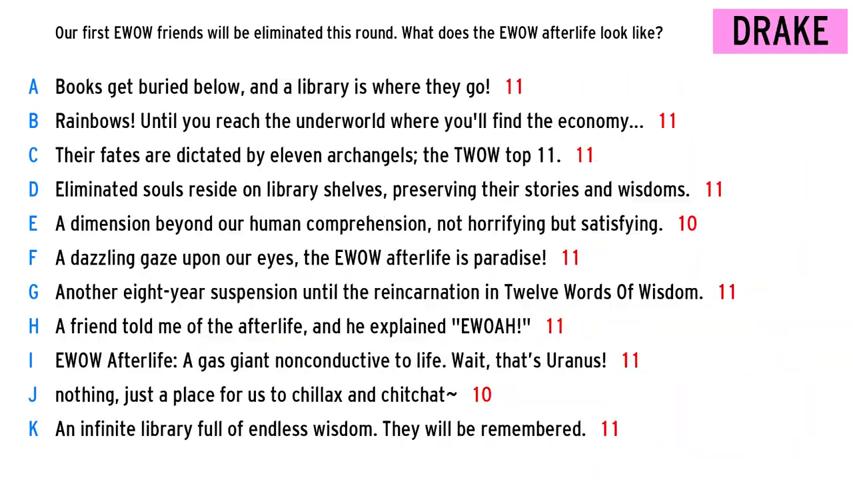 Our first EWOW friends will be eliminated this round. What does the EWOW afterlife look like?
DRAKE
A Books get buried below, and a library is where they go! 11
B Rainbows! Until you reach the underworld where you'll find the economy... 11
C Their fates are dictated by eleven archangels; the TWOW top 11. 11
D Eliminated souls reside on library shelves, preserving their stories and wisdoms. 11
E A dimension beyond our human comprehension, not horrifying but satisfying. 10
F A dazzling gaze upon our eyes, the EWOW afterlife is paradise! 11
G Another eight-year suspension until the reincarnation in Twelve Words Of Wisdom. 11
H A friend told me of the afterlife, and he explained "EWOAH!" 11
I EWOW Afterlife: A gas giant nonconductive to life. Wait, that's Uranus! 11
J nothing, just a place for us to chillax and chitchat~ 10
K An infinite library full of endless wisdom. They will be remembered. 11